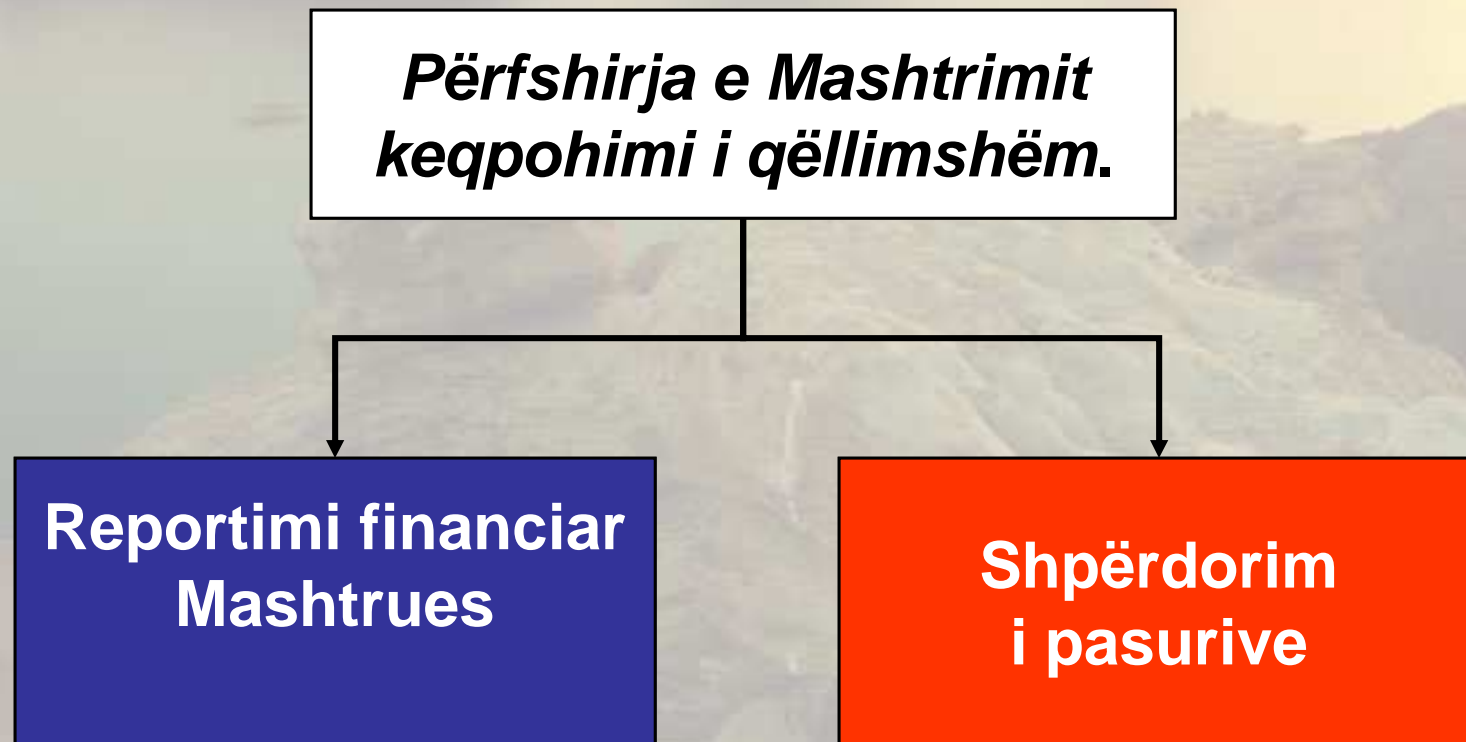 Përfshirja e Mashtrimit
keqpohimi i qëllimshëm.
Reportimi financiar
Mashtrues
Shpërdorim
i pasurive